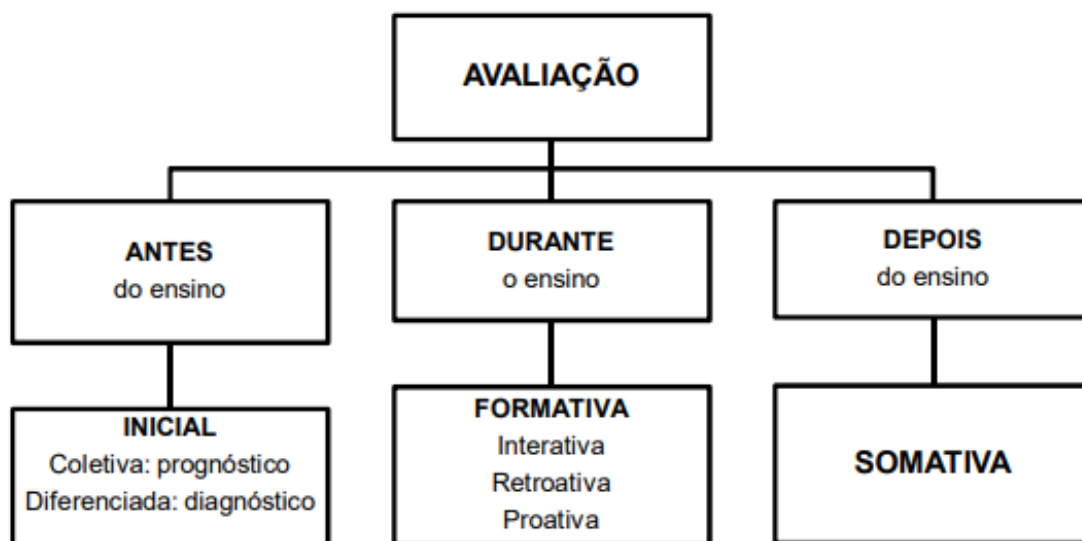 AVALIAÇÃO
ANTES
do ensino
DURANTE
o ensino
DEPOIS
do ensino
INICIAL
Coletiva: prognóstico
Diferenciada: diagnóstico
FORMATIVA
Interativa
Retroativa
Proativa
SOMATIVA